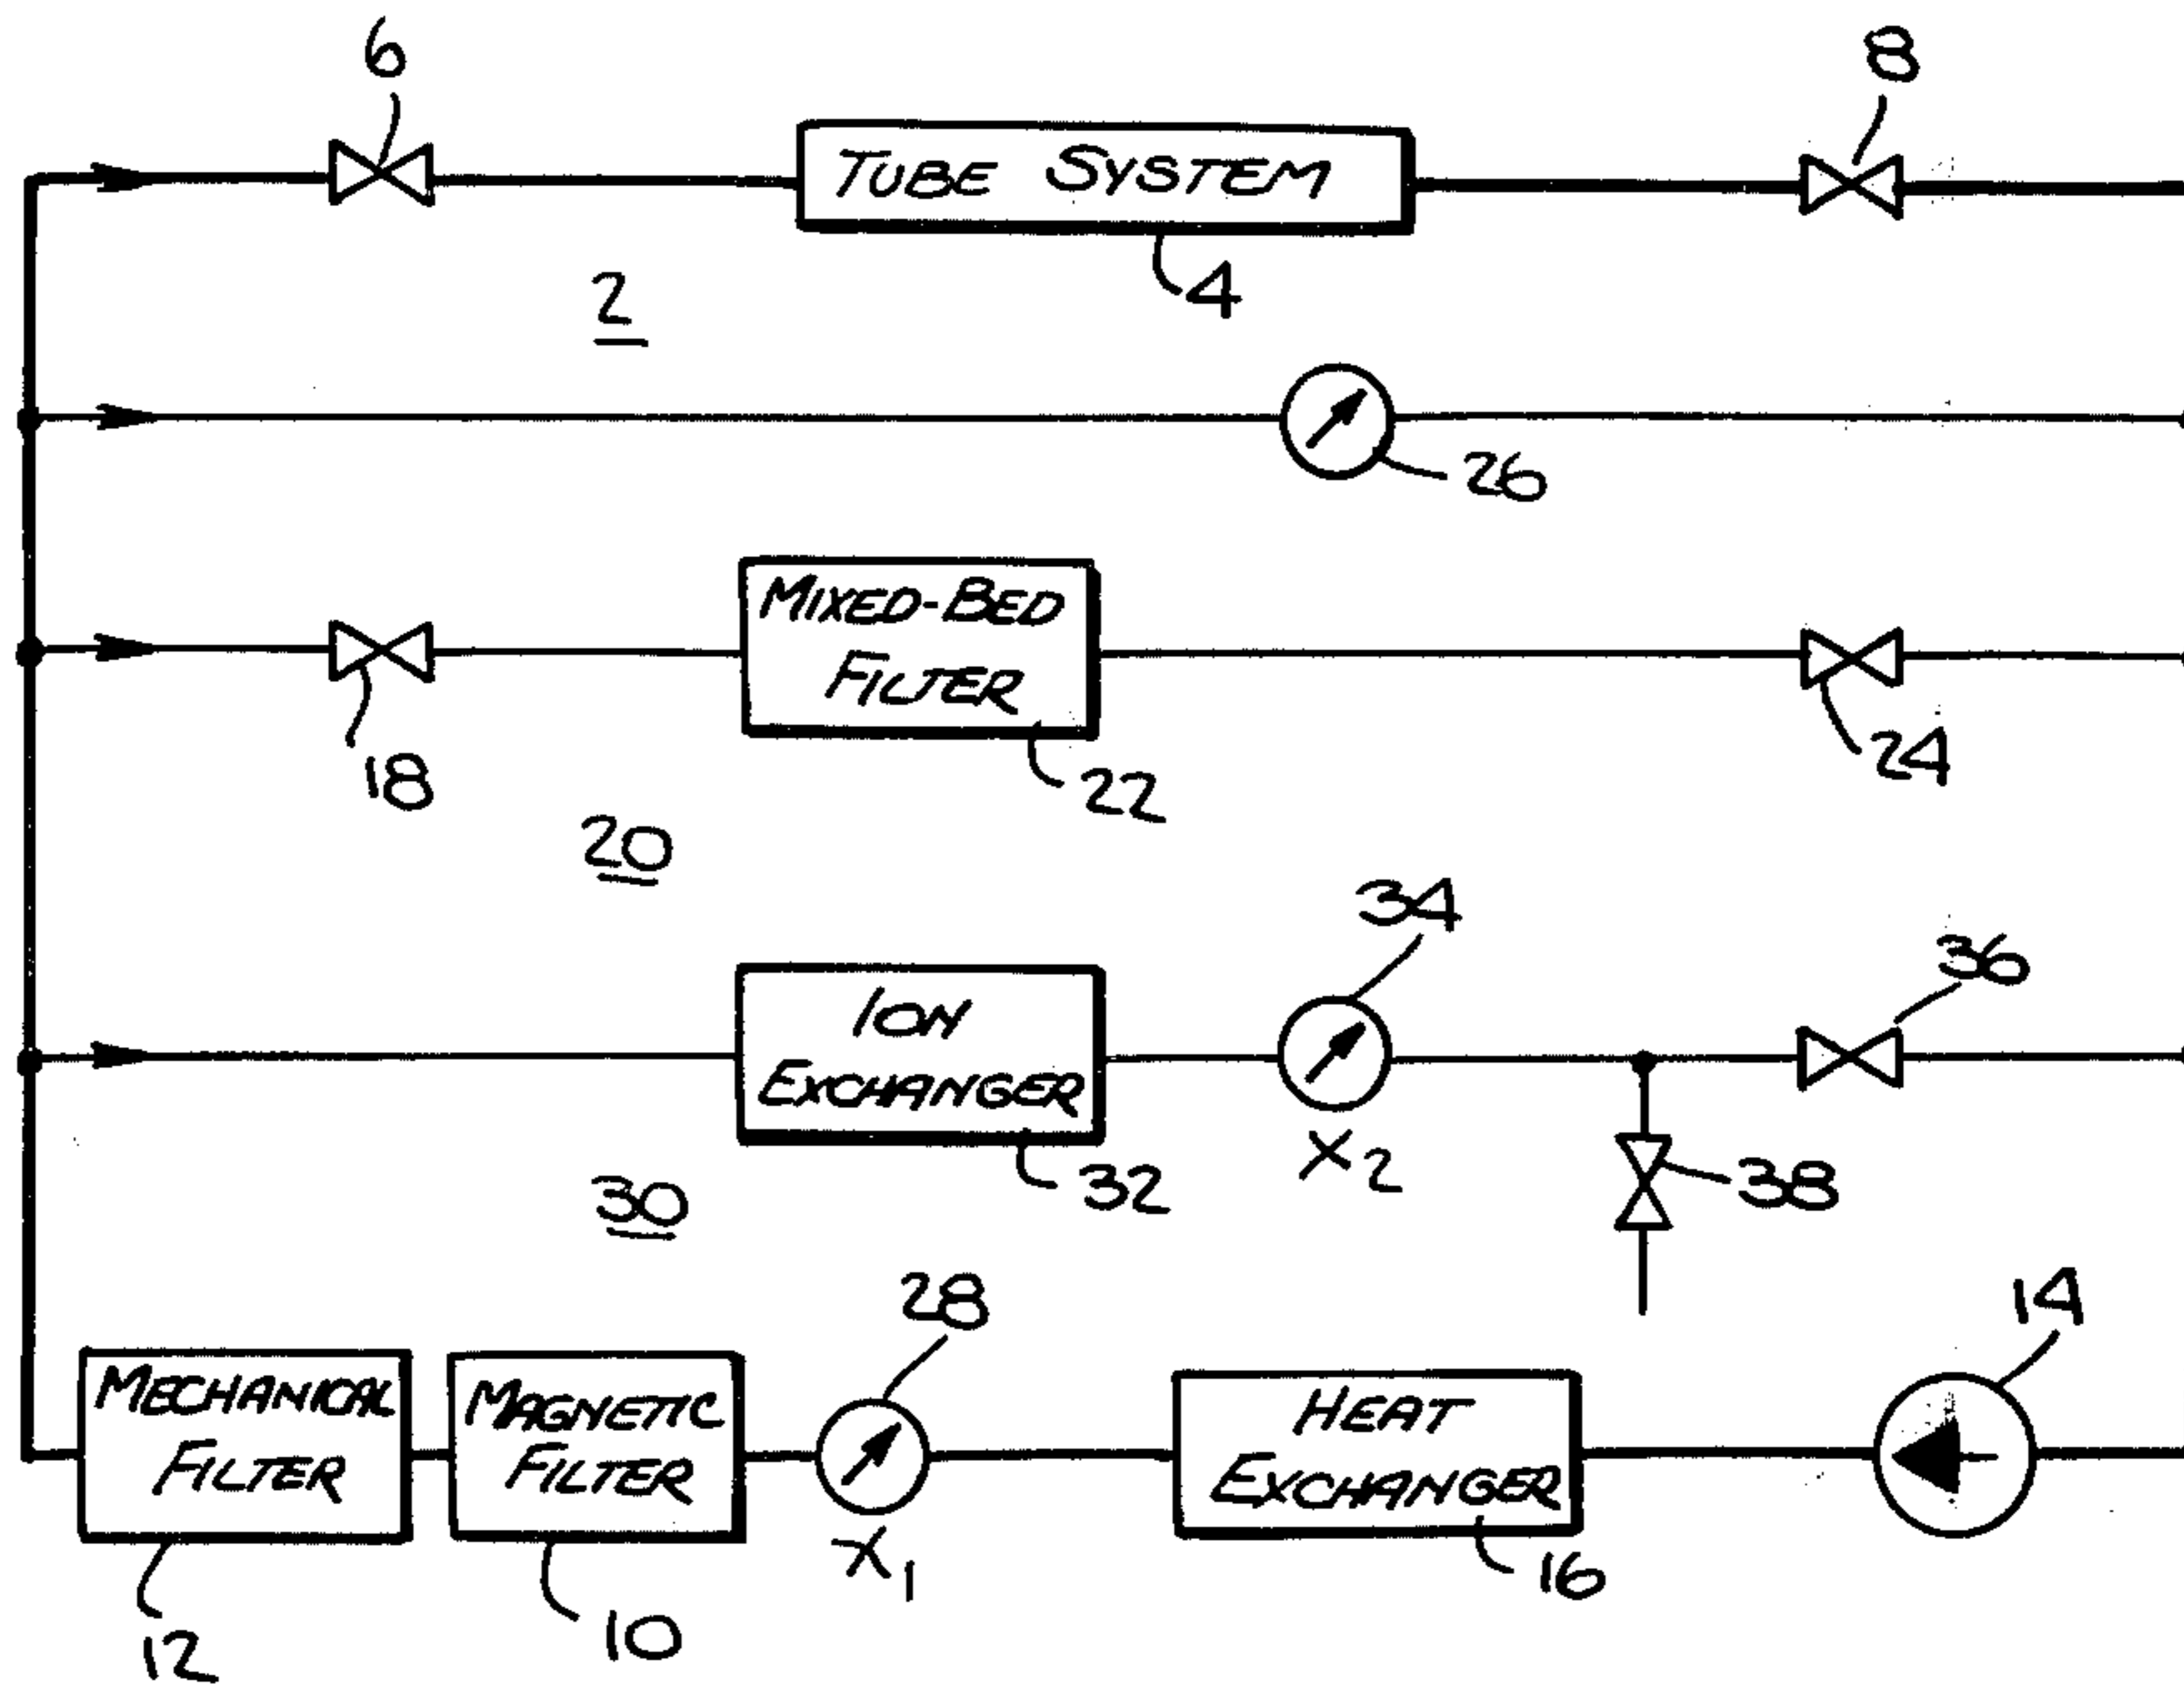 6
8
TUBE SYSTEM
4
2
26
MIXED-BED
FILTER
18
22
24
20
34
36
ION
EXCHANGER
X2
32
38
30
28
14
MECHANICAL
FILTER
MAGNETIC
FILTER
HEAT
EXCHANGER
X1
16
12
10